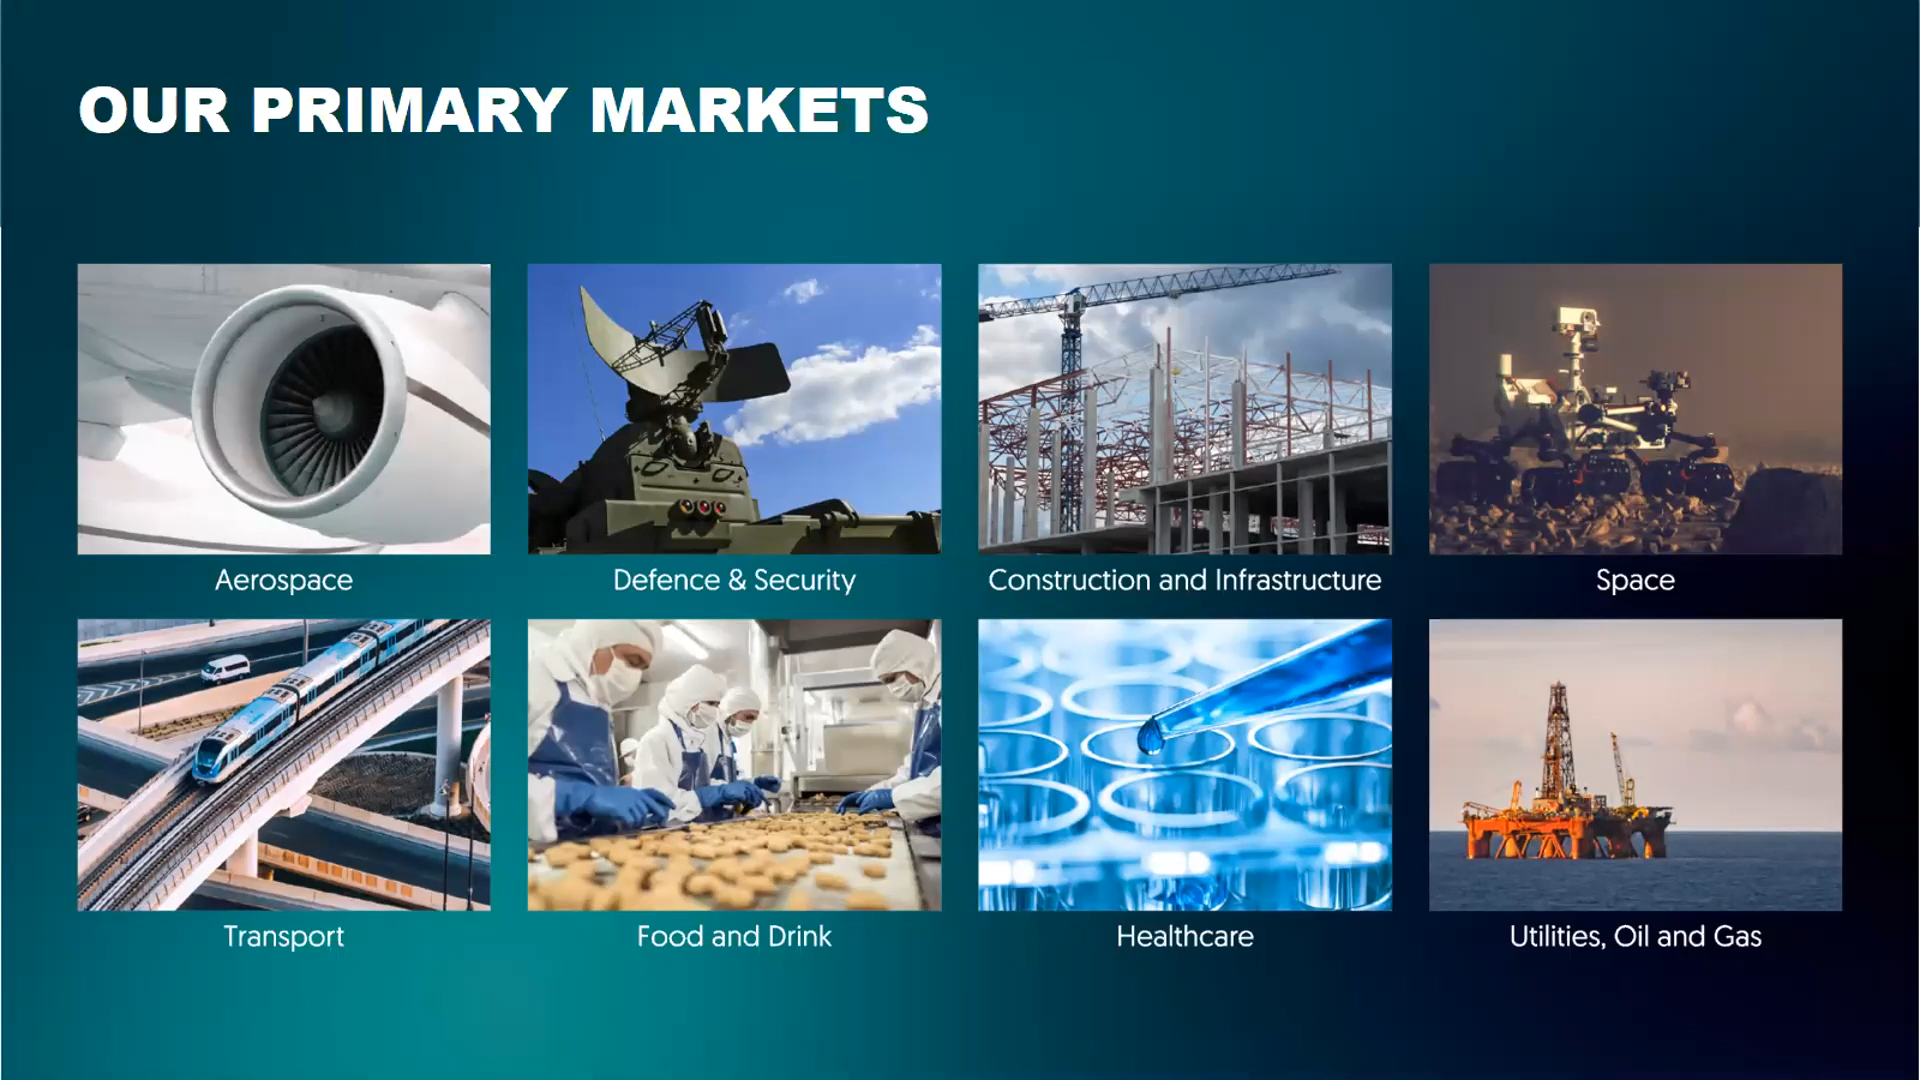 OUR PRIMARY MARKETS
Aerospace
Defence & Security
Construction and Infrastructure
Space
Transport
Food and Drink
Healthcare
Utilities, Oil and Gas